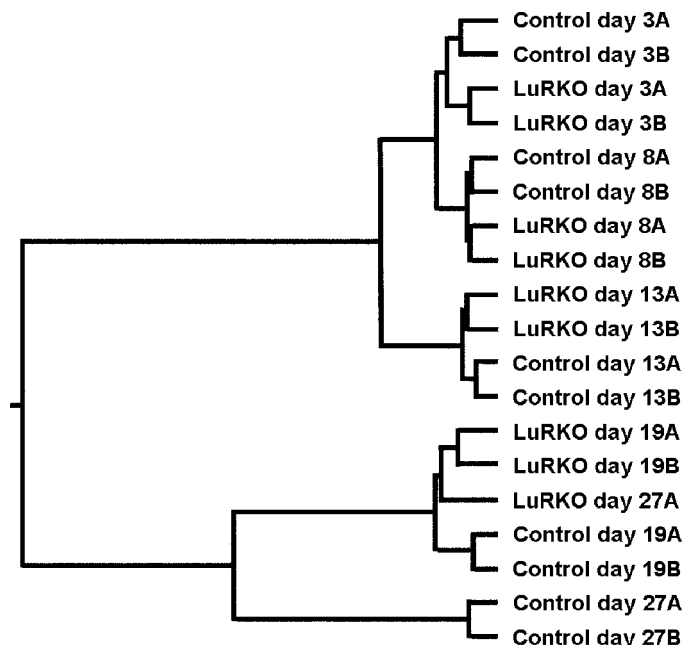 Control day 3A
Control day 3B
LuRKO day 3A
LuRKO day 3B
Control day 8A
Control day 8B
LuRKO day 8A
LuRKO day 8B
LuRKO day 13A
LuRKO day 13B
Control day 13A
Control day 13B
LuRKO day 19A
LuRKO day 19B
LuRKO day 27A
Control day 19A
Control day 19B
Control day 27A
Control day 27B